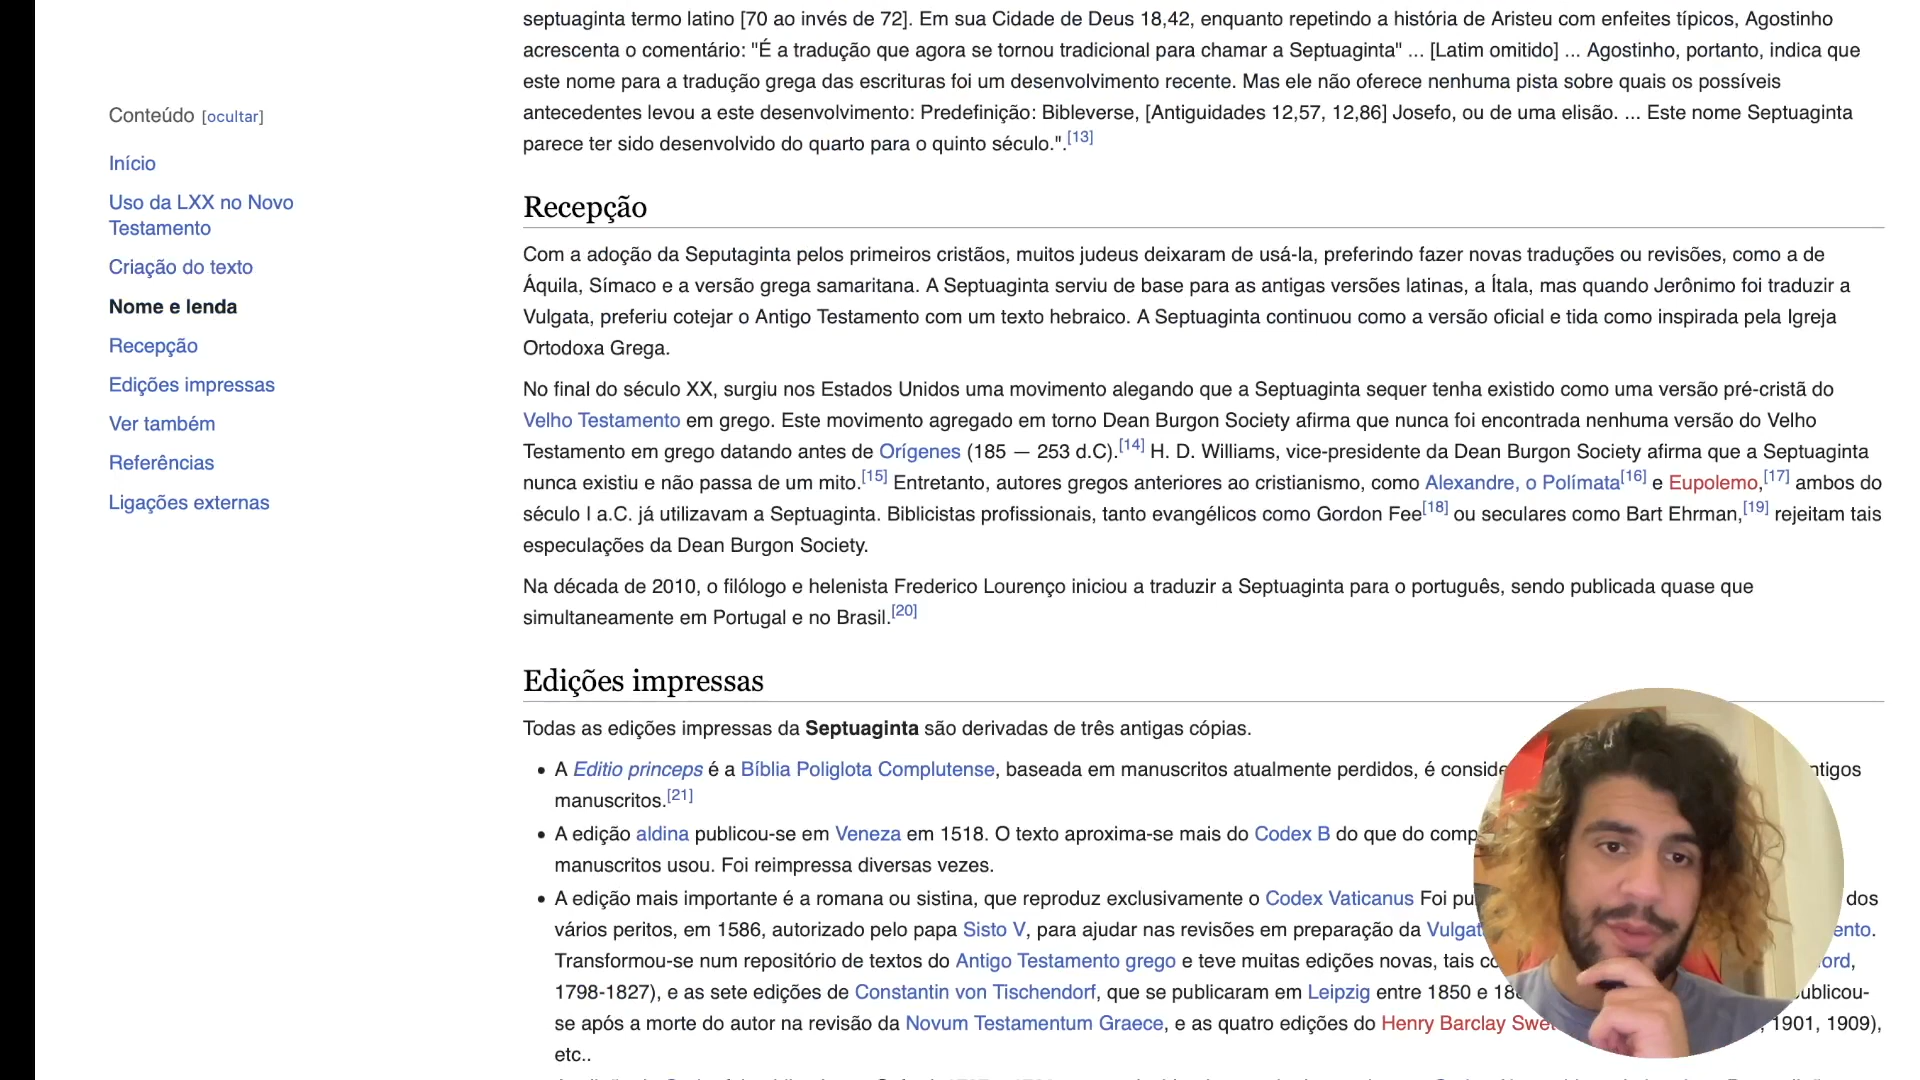 septuaginta termo latino [70 ao invés de 72]. Em sua Cidade de Deus 18,42, enquanto repetindo a história de Aristeu com enfeites típicos, Agostinho
acrescenta o comentário: "É a tradução que agora se tornou tradicional para chamar a Septuaginta" ... [Latim omitido] ... Agostinho, portanto, indica que
este nome para a tradução grega das escrituras foi um desenvolvimento recente. Mas ele não oferece nenhuma pista sobre quais os possíveis
antecedentes levou a este desenvolvimento: Predefinição: Bibleverse, [Antiguidades 12,57, 12,86] Josefo, ou de uma elisão. ... Este nome Septuaginta
parece ter sido desenvolvido do quarto para o quinto século.".[13]
Conteúdo [ocultar]
Início
Uso da LXX no Novo
Testamento
Criação do texto
Nome e lenda
Recepção
Edições impressas
Ver também
Referências
Ligações externas
Recepção
Com a adoção da Seputaginta pelos primeiros cristãos, muitos judeus deixaram de usá-la, preferindo fazer novas traduções ou revisões, como a de
Áquila, Símaco e a versão grega samaritana. A Septuaginta serviu de base para as antigas versões latinas, a Ítala, mas quando Jerônimo foi traduzir a
Vulgata, preferiu cotejar o Antigo Testamento com um texto hebraico. A Septuaginta continuou como a versão oficial e tida como inspirada pela Igreja
Ortodoxa Grega.
No final do século XX, surgiu nos Estados Unidos uma movimento alegando que a Septuaginta sequer tenha existido como uma versão pré-cristã do
Velho Testamento em grego. Este movimento agregado em torno Dean Burgon Society afirma que nunca foi encontrada nenhuma versão do Velho
Testamento em grego datando antes de Orígenes (185 — 253 d.C).[14] H. D. Williams, vice-presidente da Dean Burgon Society afirma que a Septuaginta
nunca existiu e não passa de um mito.[15] Entretanto, autores gregos anteriores ao cristianismo, como Alexandre, o Polímata[16] e Eupolemo,[17] ambos do
século I a.C. já utilizavam a Septuaginta. Biblicistas profissionais, tanto evangélicos como Gordon Fee[18] ou seculares como Bart Ehrman,[19] rejeitam tais
especulações da Dean Burgon Society.
Na década de 2010, o filólogo e helenista Frederico Lourenço iniciou a traduzir a Septuaginta para o português, sendo publicada quase que
simultaneamente em Portugal e no Brasil.[20]
Edições impressas
Todas as edições impressas da Septuaginta são derivadas de três antigas cópias.
• A Editio princeps é a Bíblia Poliglota Complutense, baseada em manuscritos atualmente perdidos, é conside ntigos
manuscritos.[21]
• A edição aldina publicou-se em Veneza em 1518. O texto aproxima-se mais do Codex B do que do comp
manuscritos usou. Foi reimpressa diversas vezes.
• A edição mais importante é a romana ou sistina, que reproduz exclusivamente o Codex Vaticanus Foi pu dos
vários peritos, em 1586, autorizado pelo papa Sisto V, para ajudar nas revisões em preparação da Vulgat ento.
Transformou-se num repositório de textos do Antigo Testamento grego e teve muitas edições novas, tais co ord,
1798-1827), e as sete edições de Constantin von Tischendorf, que se publicaram em Leipzig entre 1850 e 18 ublicou-
se após a morte do autor na revisão da Novum Testamentum Graece, e as quatro edições do Henry Barclay Swet , 1901, 1909),
etc..